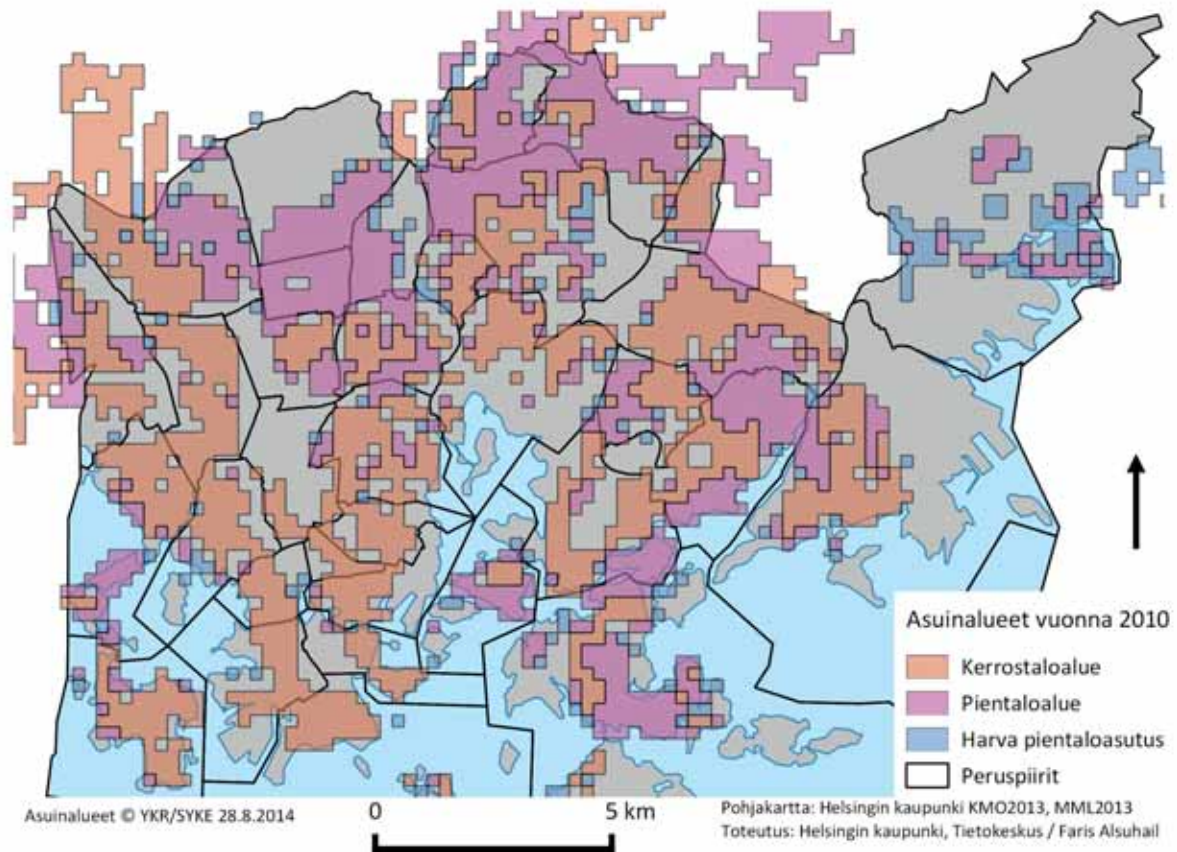 Asuinalueet vuonna 2010
Kerrostaloalue
Pientaloalue
Harva pientaloasutus
Peruspiirit
Asuinalueet © YKR/SYKE 28.8.2014
0
5 km
Pohjakartta: Helsingin kaupunki KMO2013, MML2013
Toteutus: Helsingin kaupunki, Tietokeskus / Faris Alsuhail